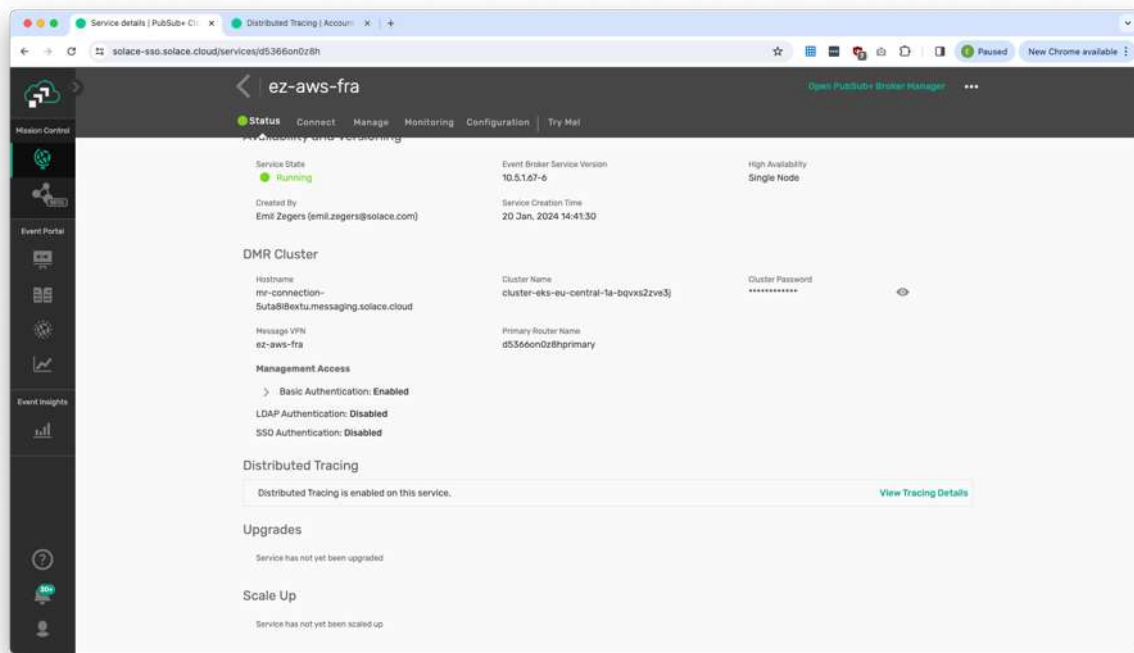 Service details | PubSub+ Cl
Distributed Tracing | Account
solace-sso.solace.cloud/services/d5366on0z8h
Paused
New Chrome available
ez-aws-fra
Open PubSub+ Broker Manager
Status
Connect
Manage
Monitoring
Configuration
Try Me!
Mission Control
Event Portal
Event Insights
30+
Availability and Versioning
Service State
Running
Event Broker Service Version
10.5.1.67-6
High Availability
Single Node
Created By
Emil Zegers (emil.zegers@solace.com)
Service Creation Time
20 Jan, 2024 14:41:30
DMR Cluster
Hostname
mr-connection-
5uta8l8extu.messaging.solace.cloud
Cluster Name
cluster-eks-eu-central-1a-bqvxs2zve3j
Cluster Password
************
Message VPN
ez-aws-fra
Primary Router Name
d5366on0z8hprimary
Management Access
Basic Authentication: Enabled
LDAP Authentication: Disabled
SSO Authentication: Disabled
Distributed Tracing
Distributed Tracing is enabled on this service.
View Tracing Details
Upgrades
Service has not yet been upgraded
Scale Up
Service has not yet been scaled up